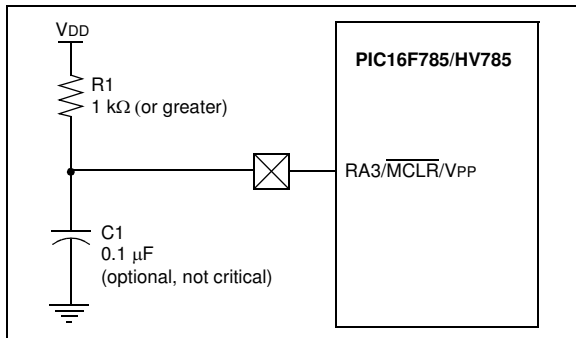 VDD
R1
1 kΩ (or greater)
C1
0.1 μF
(optional, not critical)
PIC16F785/HV785
RA3/MCLR/VPP